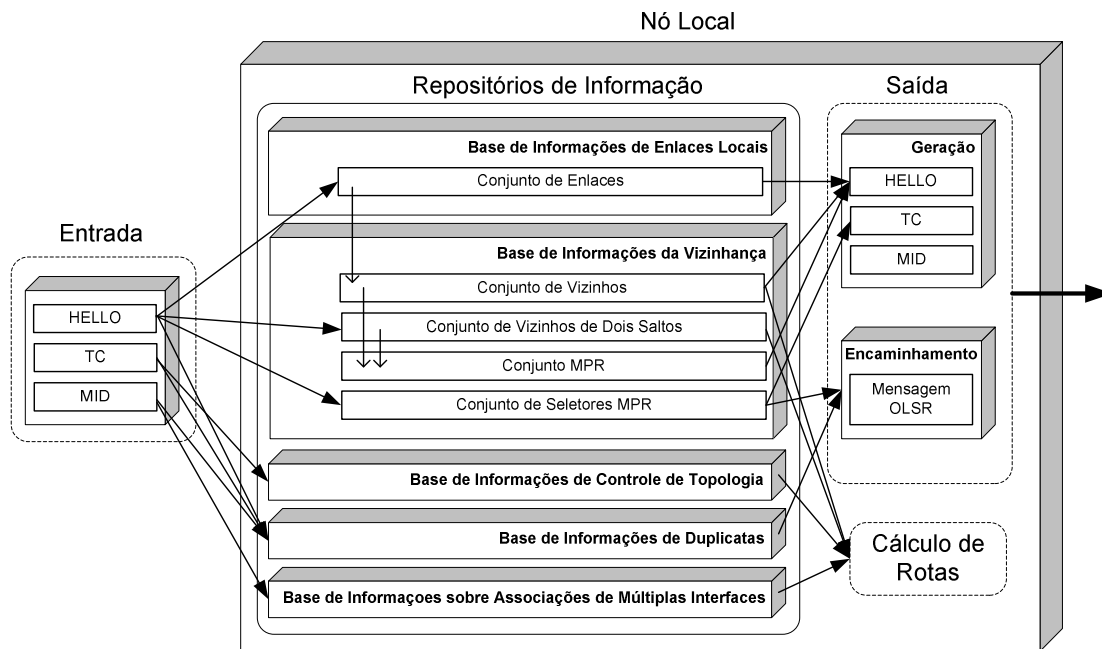 Nó Local
Repositórios de Informação
Saída
Base de Informações de Enlaces Locais
Conjunto de Enlaces
Geração
HELLO
TC
MID
Entrada
HELLO
TC
MID
Base de Informações da Vizinhança
Conjunto de Vizinhos
Conjunto de Vizinhos de Dois Saltos
Conjunto MPR
Conjunto de Seletores MPR
Encaminhamento
Mensagem
OLSR
Base de Informações de Controle de Topologia
Base de Informações de Duplicatas
Base de Informaçoes sobre Associações de Múltiplas Interfaces
Cálculo de
Rotas